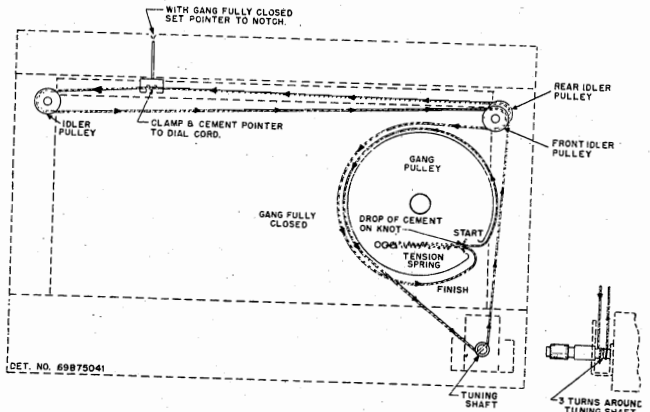 WITH GANG FULLY CLOSED
SET POINTER TO NOTCH.
REAR IDLER
PULLEY
IDLER
PULLEY
CLAMP & CEMENT POINTER
TO DIAL CORD.
FRONT IDLER
PULLEY
GANG
PULLEY
GANG FULLY
CLOSED
DROP OF CEMENT
ON KNOT
START
TENSION
SPRING
FINISH
DET. NO. 69B75041
TUNING
SHAFT
3 TURNS AROUND
TUNING SHAFT